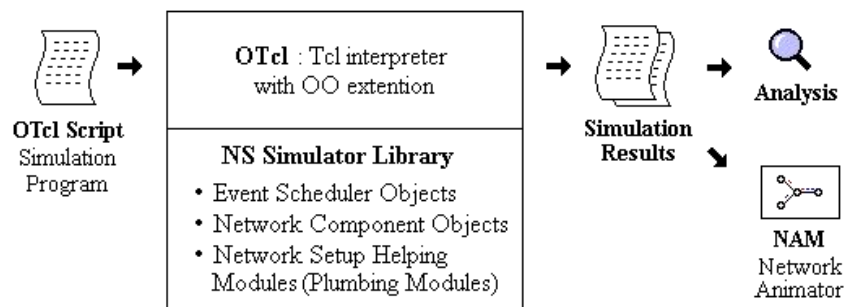 OTcl Script
Simulation
Program
OTcl : Tcl interpreter
with OO extention
NS Simulator Library
• Event Scheduler Objects
• Network Component Objects
• Network Setup Helping
Modules (Plumbing Modules)
Simulation
Results
Analysis
NAM
Network
Animator